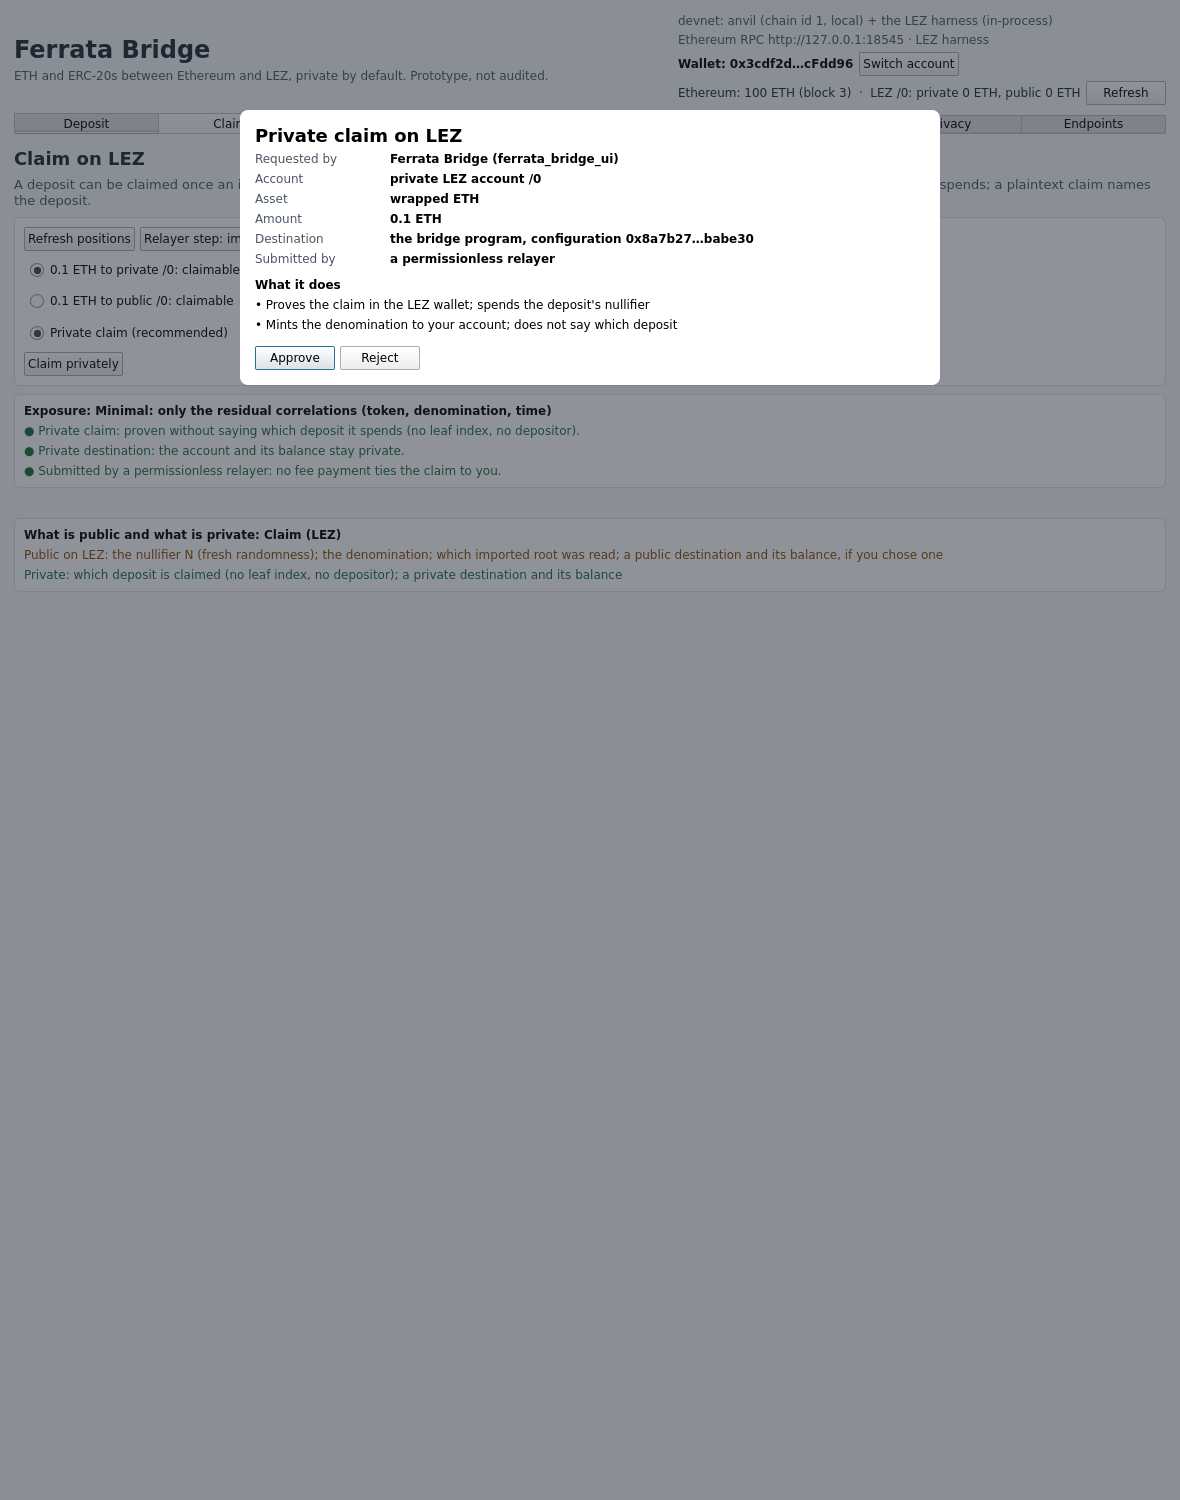 devnet: anvil (chain id 1, local) + the LEZ harness (in-process)
Ethereum RPC http://127.0.0.1:18545 · LEZ harness
Ferrata Bridge
ETH and ERC-20s between Ethereum and LEZ, private by default. Prototype, not audited.
Wallet: 0x3cdf2d…cFdd96 Switch account
Ethereum: 100 ETH (block 3) · LEZ /0: private 0 ETH, public 0 ETH Refresh
Deposit Endpoints
Claim on LEZ
A deposit can be claimed once an spends; a plaintext claim names
the deposit.
Refresh positions Relayer step:
0.1 ETH to private /0: claimable
0.1 ETH to public /0: claimable
Private claim (recommended)
Claim privately
Private claim on LEZ
Requested by Ferrata Bridge (ferrata_bridge_ui)
Account private LEZ account /0
Asset wrapped ETH
Amount 0.1 ETH
Destination the bridge program, configuration 0x8a7b27…babe30
Submitted by a permissionless relayer
What it does
• Proves the claim in the LEZ wallet; spends the deposit's nullifier
• Mints the denomination to your account; does not say which deposit
Approve Reject
Exposure: Minimal: only the residual correlations (token, denomination, time)
● Private claim: proven without saying which deposit it spends (no leaf index, no depositor).
● Private destination: the account and its balance stay private.
● Submitted by a permissionless relayer: no fee payment ties the claim to you.
What is public and what is private: Claim (LEZ)
Public on LEZ: the nullifier N (fresh randomness); the denomination; which imported root was read; a public destination and its balance, if you chose one
Private: which deposit is claimed (no leaf index, no depositor); a private destination and its balance